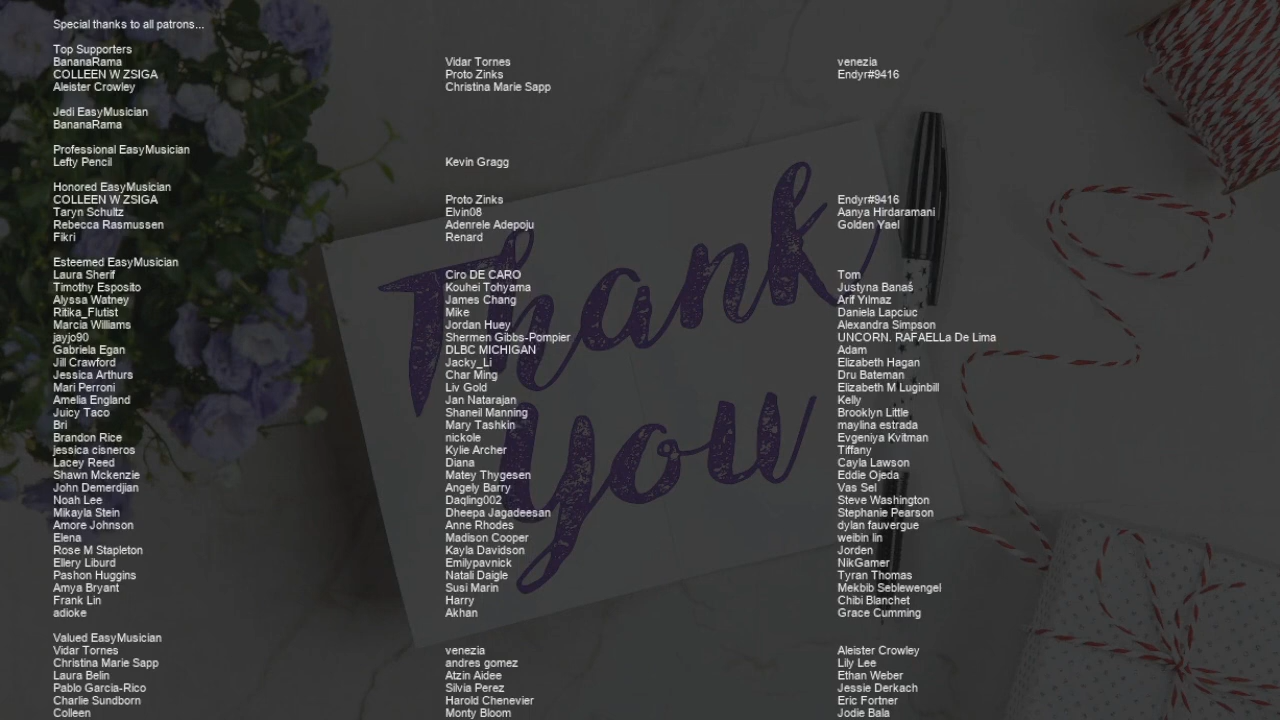 Special thanks to all patrons...
Top Supporters
BananaRama Vidar Tornes venezia
COLLEEN W ZSIGA Proto Zinks Endyr#9416
Aleister Crowley Christina Marie Sapp
Jedi EasyMusician
BananaRama
Professional EasyMusician
Lefty Pencil Kevin Gragg
Honored EasyMusician
COLLEEN W ZSIGA Proto Zinks Endyr#9416
Taryn Schultz Elvin08 Aanya Hirdaramani
Rebecca Rasmussen Adenrele Adepoju Golden Yael
Fikri Renard
Esteemed EasyMusician
Laura Sherif Ciro DE CARO Tom
Timothy Esposito Kouhei Tohyama Justyna Banaś
Alyssa Watney James Chang Arif Yılmaz
Ritika_Flutist Mike Daniela Lapciuc
Marcia Williams Jordan Huey Alexandra Simpson
jayjo90 Shermen Gibbs-Pompier UNCORN. RAFAELLa De Lima
Gabriela Egan DLBC MICHIGAN Adam
Jill Crawford Jacky_Li Elizabeth Hagan
Jessica Arthurs Char Ming Dru Bateman
Mari Perroni Liv Gold Elizabeth M Luginbill
Amelia England Jan Natarajan Kelly
Juicy Taco Shaneil Manning Brooklyn Little
Bri Mary Tashkin maylina estrada
Brandon Rice nickole Evgeniya Kvitman
jessica cisneros Kylie Archer Tiffany
Lacey Reed Diana Cayla Lawson
Shawn Mckenzie Matey Thygesen Eddie Ojeda
John Demerdjian Angely Barry Vas Sel
Noah Lee Daqling002 Steve Washington
Mikayla Stein Dheepa Jagadeesan Stephanie Pearson
Amore Johnson Anne Rhodes dylan fauvergue
Elena Madison Cooper weibin lin
Rose M Stapleton Kayla Davidson Jorden
Ellery Liburd Emilypavnick NikGamer
Pashon Huggins Natali Daigle Tyran Thomas
Amya Bryant Susi Marin Mekbib Seblewengel
Frank Lin Harry Chibi Blanchet
adioke Akhan Grace Cumming
Valued EasyMusician
Vidar Tornes venezia Aleister Crowley
Christina Marie Sapp andres gomez Lily Lee
Laura Belin Atzin Aidee Ethan Weber
Pablo Garcia-Rico Silvia Perez Jessie Derkach
Charlie Sundborn Harold Chenevier Eric Fortner
Colleen Monty Bloom Jodie Bala
Thank
you